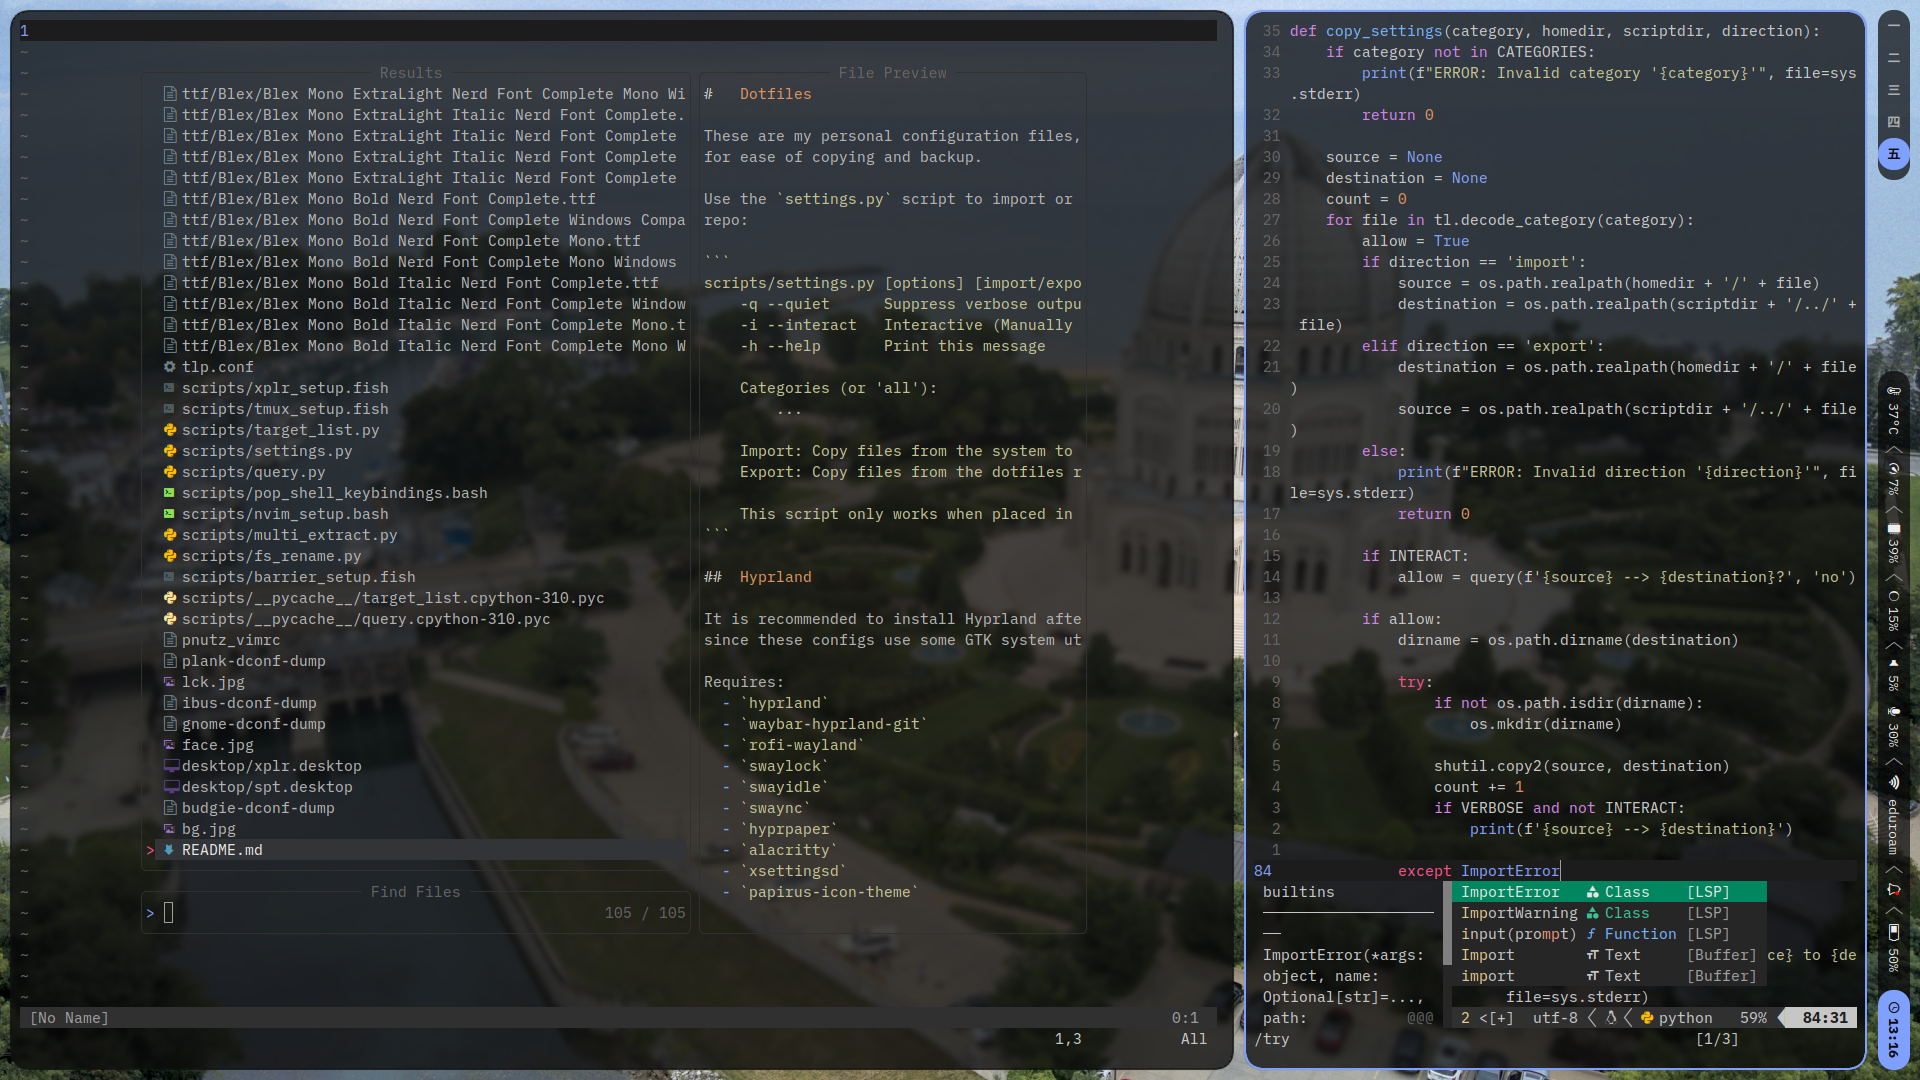 1
Results
ttf/Blex/Blex Mono ExtraLight Nerd Font Complete Mono Wi
ttf/Blex/Blex Mono ExtraLight Italic Nerd Font Complete.
ttf/Blex/Blex Mono ExtraLight Italic Nerd Font Complete
ttf/Blex/Blex Mono ExtraLight Italic Nerd Font Complete
ttf/Blex/Blex Mono ExtraLight Italic Nerd Font Complete
ttf/Blex/Blex Mono Bold Nerd Font Complete.ttf
ttf/Blex/Blex Mono Bold Nerd Font Complete Windows Compa
ttf/Blex/Blex Mono Bold Nerd Font Complete Mono.ttf
ttf/Blex/Blex Mono Bold Nerd Font Complete Mono Windows
ttf/Blex/Blex Mono Bold Italic Nerd Font Complete.ttf
ttf/Blex/Blex Mono Bold Italic Nerd Font Complete Window
ttf/Blex/Blex Mono Bold Italic Nerd Font Complete Mono.t
ttf/Blex/Blex Mono Bold Italic Nerd Font Complete Mono W
tlp.conf
scripts/xplr_setup.fish
scripts/tmux_setup.fish
scripts/target_list.py
scripts/settings.py
scripts/query.py
scripts/pop_shell_keybindings.bash
scripts/nvim_setup.bash
scripts/multi_extract.py
scripts/fs_rename.py
scripts/barrier_setup.fish
scripts/__pycache__/target_list.cpython-310.pyc
scripts/__pycache__/query.cpython-310.pyc
pnutz_vimrc
plank-dconf-dump
lck.jpg
ibus-dconf-dump
gnome-dconf-dump
face.jpg
desktop/xplr.desktop
desktop/spt.desktop
budgie-dconf-dump
bg.jpg
> README.md
Find Files
> 105 / 105
File Preview
# Dotfiles
These are my personal configuration files,
for ease of copying and backup.
Use the `settings.py` script to import or
repo:
```
scripts/settings.py [options] [import/expo
-q --quiet Suppress verbose outpu
-i --interact Interactive (Manually
-h --help Print this message
Categories (or 'all'):
...
Import: Copy files from the system to
Export: Copy files from the dotfiles r
This script only works when placed in
```
## Hyprland
It is recommended to install Hyprland afte
since these configs use some GTK system ut
Requires:
- `hyprland`
- `waybar-hyprland-git`
- `rofi-wayland`
- `swaylock`
- `swayidle`
- `swaync`
- `hyprpaper`
- `alacritty`
- `xsettingsd`
- `papirus-icon-theme`
[No Name] 0:1
1,3 All
35 def copy_settings(category, homedir, scriptdir, direction):
34 if category not in CATEGORIES:
33 print(f"ERROR: Invalid category '{category}'", file=sys
.stderr)
32 return 0
31
30 source = None
29 destination = None
28 count = 0
27 for file in tl.decode_category(category):
26 allow = True
25 if direction == 'import':
24 source = os.path.realpath(homedir + '/' + file)
23 destination = os.path.realpath(scriptdir + '/../' +
file)
22 elif direction == 'export':
21 destination = os.path.realpath(homedir + '/' + file
)
20 source = os.path.realpath(scriptdir + '/../' + file
)
19 else:
18 print(f"ERROR: Invalid direction '{direction}'", fi
le=sys.stderr)
17 return 0
16
15 if INTERACT:
14 allow = query(f'{source} --> {destination}?', 'no')
13
12 if allow:
11 dirname = os.path.dirname(destination)
10
9 try:
8 if not os.path.isdir(dirname):
7 os.mkdir(dirname)
6
5 shutil.copy2(source, destination)
4 count += 1
3 if VERBOSE and not INTERACT:
2 print(f'{source} --> {destination}')
1
84 except ImportError
builtins
ImportError(*args:
object, name:
Optional[str]=...,
path: @@@
ImportError Class [LSP]
ImportWarning Class [LSP]
input(prompt) ƒ Function [LSP]
Import Text [Buffer] ce} to {de
import Text [Buffer]
file=sys.stderr)
2 <[+] utf-8 python 59% 84:31
/try [1/3]
一
二
三
四
五
37°C
7%
39%
15%
5%
30%
eduroam
50%
13:16